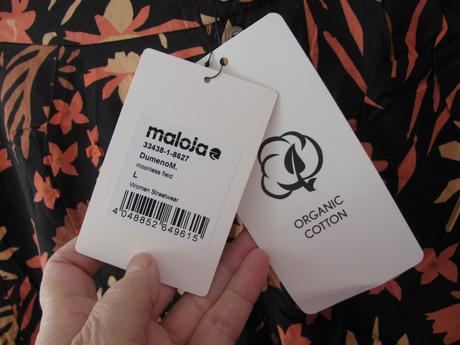 maloja
33438-1-8627
DumenoM.
moonless field
L
Women Streetwear
4 048852 649615
ORGANIC
COTTON